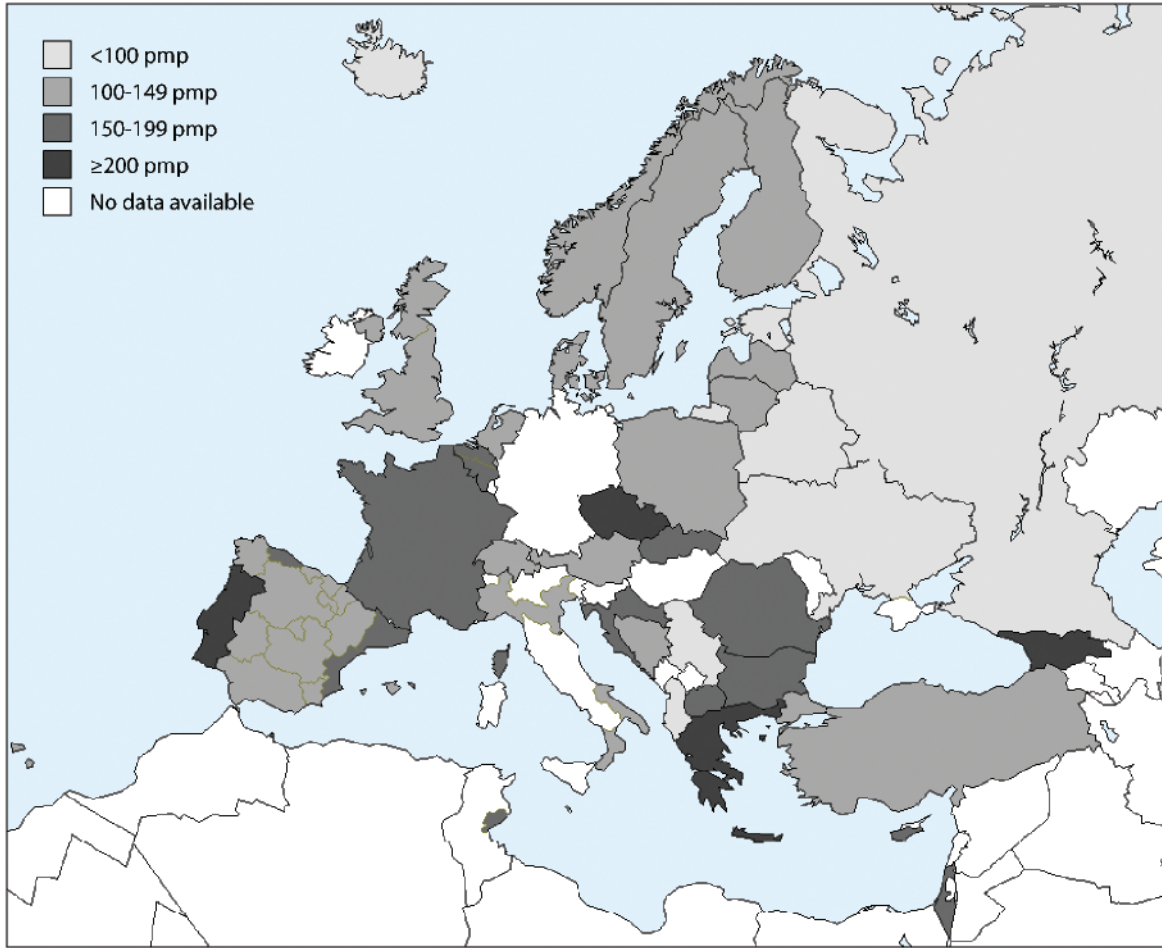 <100 pmp
100-149 pmp
150-199 pmp
≥200 pmp
No data available